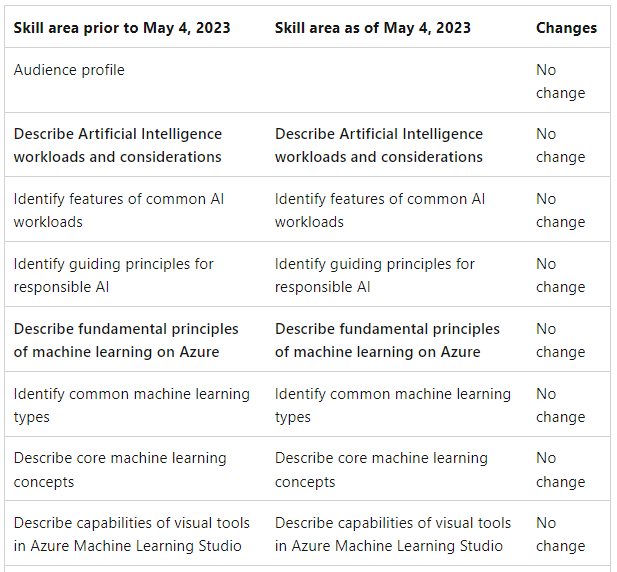 Skill area prior to May 4, 2023 Skill area as of May 4, 2023 Changes
Audience profile No
change
Describe Artificial Intelligence Describe Artificial Intelligence No
workloads and considerations workloads and considerations change
Identify features of common AI Identify features of common AI No
workloads workloads change
Identify guiding principles for Identify guiding principles for No
responsible AI responsible AI change
Describe fundamental principles Describe fundamental principles No
of machine learning on Azure of machine learning on Azure change
Identify common machine learning Identify common machine learning No
types types change
Describe core machine learning Describe core machine learning No
concepts concepts change
Describe capabilities of visual tools Describe capabilities of visual tools No
in Azure Machine Learning Studio in Azure Machine Learning Studio change